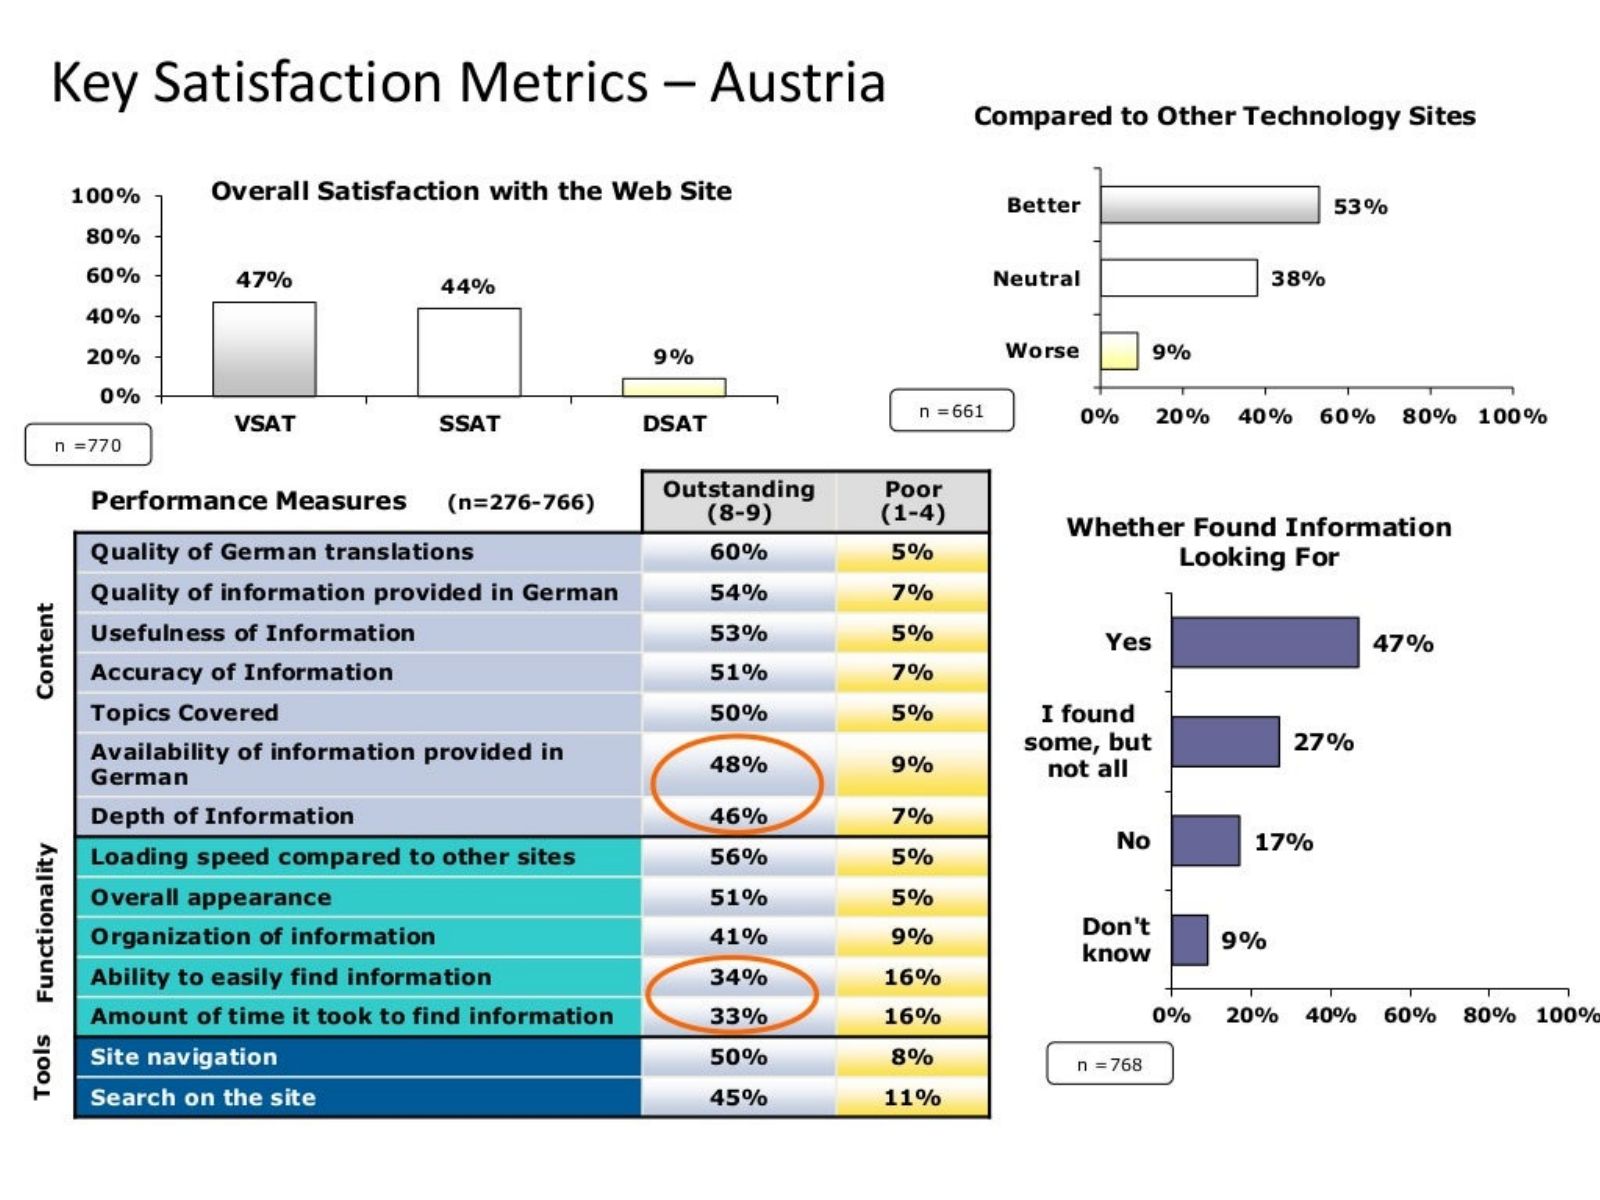 Key Satisfaction Metrics – Austria
Overall Satisfaction with the Web Site
100%
80%
60%
40%
20%
0%
47%
44%
9%
VSAT
SSAT
DSAT
n =770
Compared to Other Technology Sites
Better
53%
Neutral
38%
Worse
9%
0% 20% 40% 60% 80% 100%
n =661
Performance Measures (n=276-766)
Outstanding (8-9)
Poor (1-4)
Content
Quality of German translations 60% 5%
Quality of information provided in German 54% 7%
Usefulness of Information 53% 5%
Accuracy of Information 51% 7%
Topics Covered 50% 5%
Availability of information provided in
German 48% 9%
Depth of Information 46% 7%
Functionality
Loading speed compared to other sites 56% 5%
Overall appearance 51% 5%
Organization of information 41% 9%
Ability to easily find information 34% 16%
Amount of time it took to find information 33% 16%
Tools
Site navigation 50% 8%
Search on the site 45% 11%
Whether Found Information
Looking For
Yes
47%
I found
some, but
not all
27%
No
17%
Don't
know
9%
0% 20% 40% 60% 80% 100%
n =768